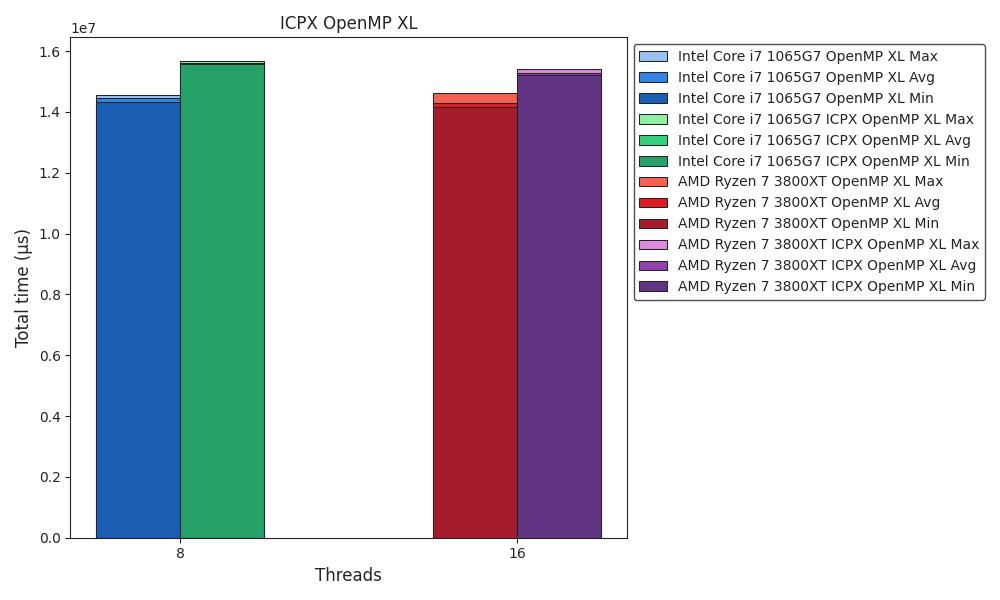 ICPX OpenMP XL
1e7
1.6
1.4
1.2
1.0
0.8
0.6
0.4
0.2
0.0
Total time (μs)
8
16
Threads
Intel Core i7 1065G7 OpenMP XL Max
Intel Core i7 1065G7 OpenMP XL Avg
Intel Core i7 1065G7 OpenMP XL Min
Intel Core i7 1065G7 ICPX OpenMP XL Max
Intel Core i7 1065G7 ICPX OpenMP XL Avg
Intel Core i7 1065G7 ICPX OpenMP XL Min
AMD Ryzen 7 3800XT OpenMP XL Max
AMD Ryzen 7 3800XT OpenMP XL Avg
AMD Ryzen 7 3800XT OpenMP XL Min
AMD Ryzen 7 3800XT ICPX OpenMP XL Max
AMD Ryzen 7 3800XT ICPX OpenMP XL Avg
AMD Ryzen 7 3800XT ICPX OpenMP XL Min